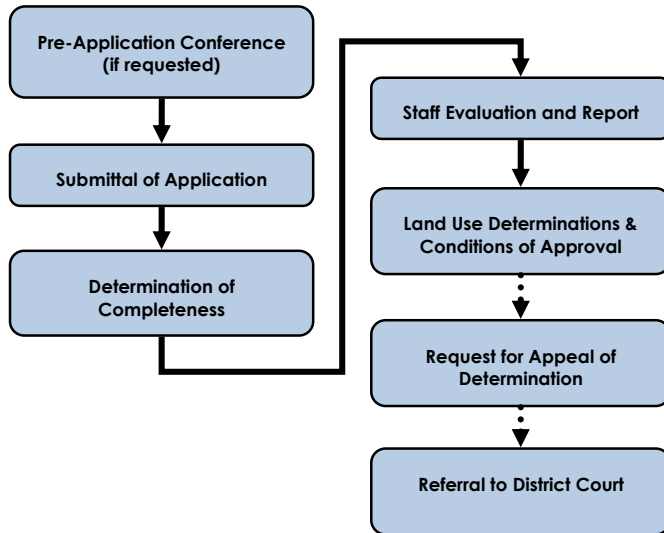 Pre-Application Conference
(if requested)
Submittal of Application
Determination of
Completeness
Staff Evaluation and Report
Land Use Determinations &
Conditions of Approval
Request for Appeal of
Determination
Referral to District Court